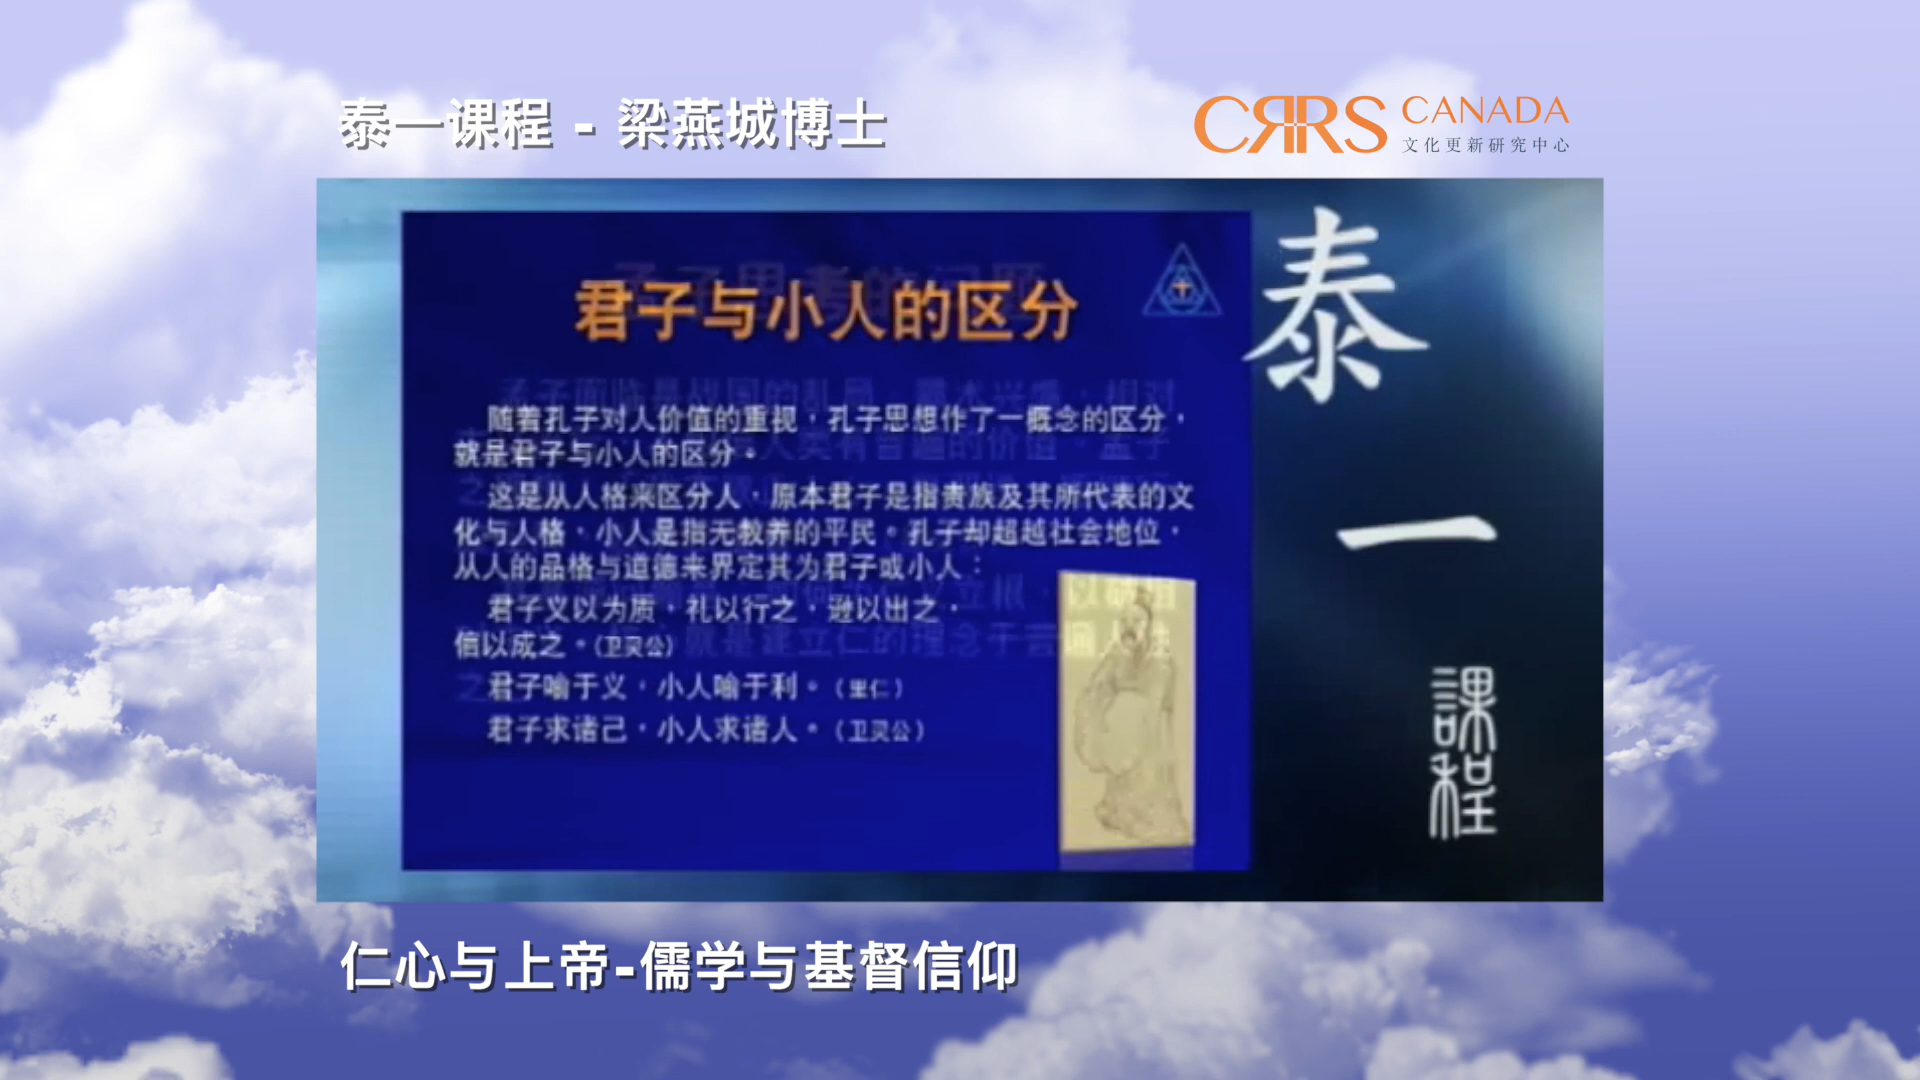 泰一课程 - 梁燕城博士
CRRS CANADA
文化更新研究中心
君子与小人的区分
随着孔子对人价值的重视，孔子思想作了一概念的区分，
就是君子与小人的区分。
这是从人格来区分人，原本君子是指贵族及其所代表的文
化与人格，小人是指无教养的平民。孔子却超越社会地位，
从人的品格与道德来界定其为君子或小人：
君子义以为质，礼以行之，逊以出之，
信以成之。(卫灵公)
君子喻于义，小人喻于利。（里仁）
君子求诸己，小人求诸人。（卫灵公）
泰
一
課程
仁心与上帝-儒学与基督信仰